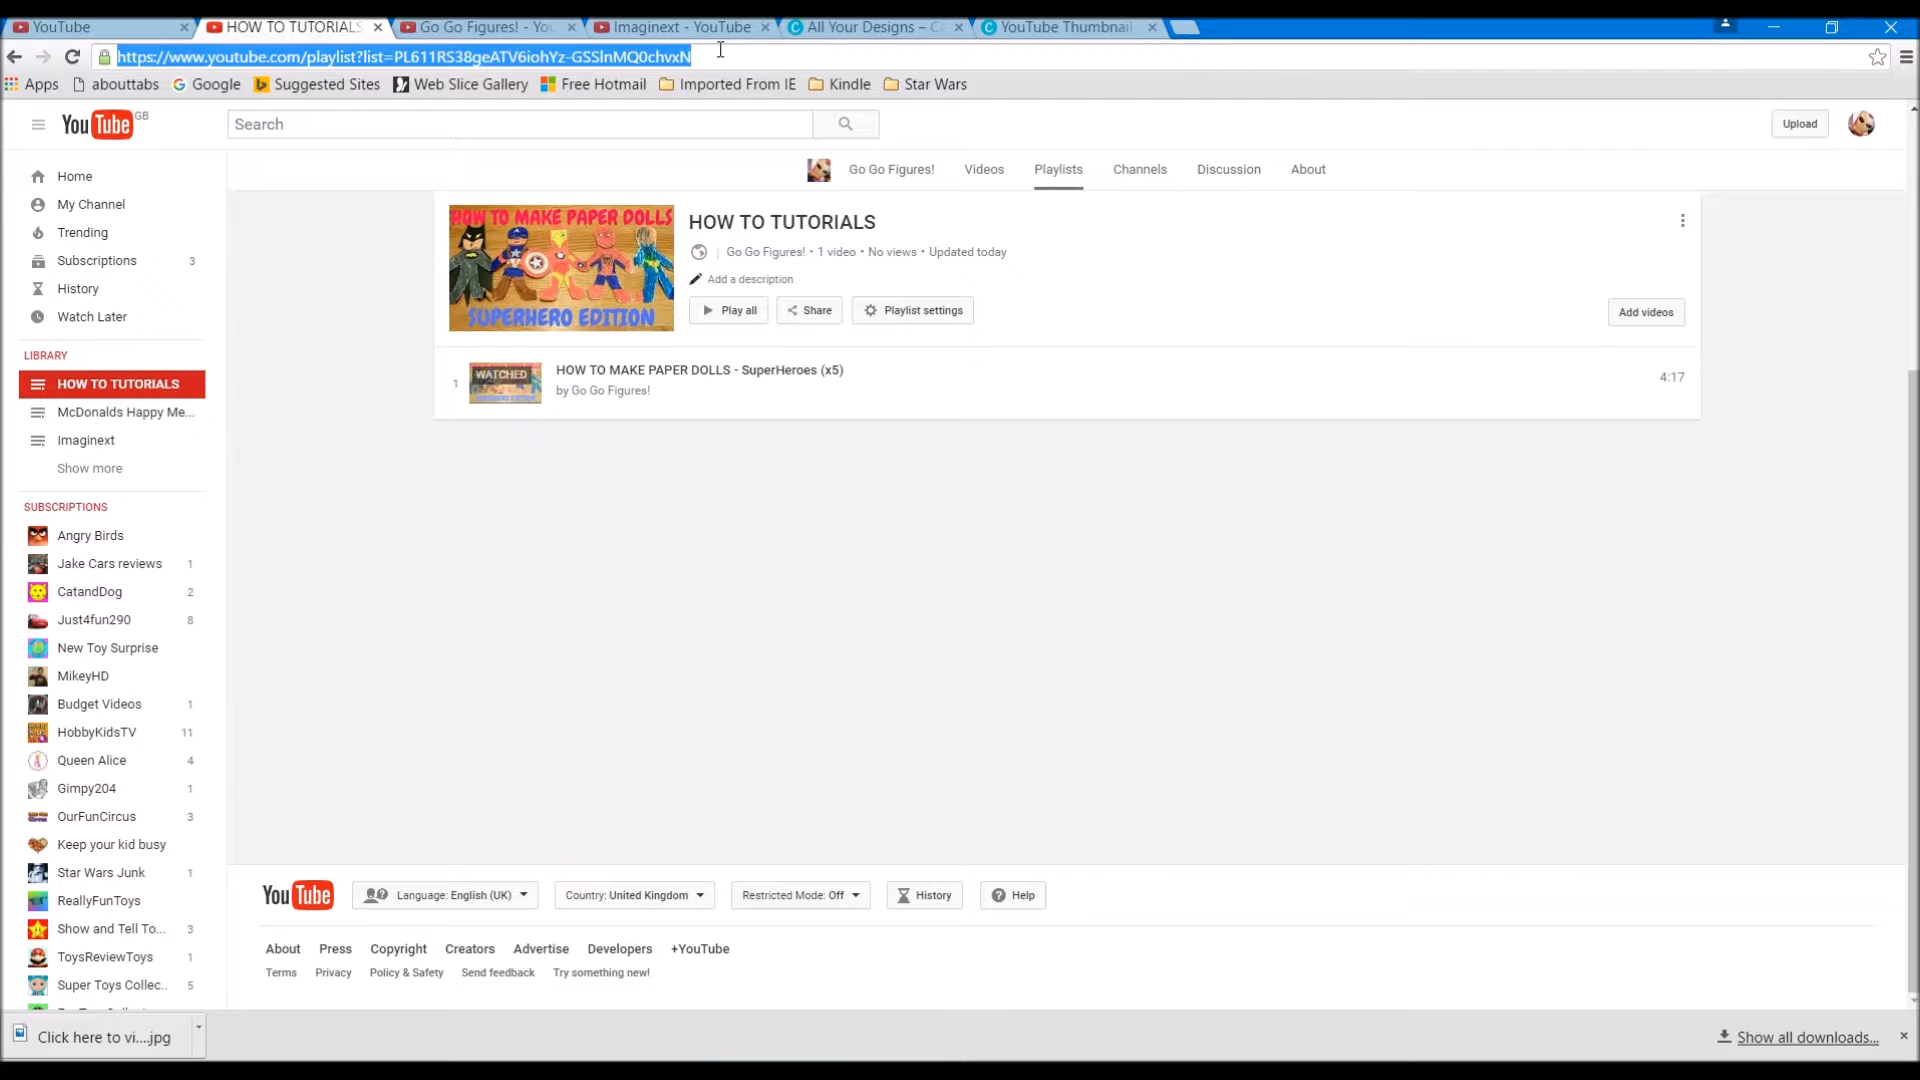 YouTube
HOW TO TUTORIALS
Go Go Figures! - You
Imaginext - YouTube
All Your Designs – Ca
YouTube Thumbnail
https://www.youtube.com/playlist?list=PL611RS38geATV6iohYz-GSSlnMQ0chvxN
Apps
abouttabs
Google
Suggested Sites
Web Slice Gallery
Free Hotmail
Imported From IE
Kindle
Star Wars
YouTube GB
Search
Upload
Go Go Figures!
Videos
Playlists
Channels
Discussion
About
Home
My Channel
Trending
Subscriptions 3
History
Watch Later
LIBRARY
HOW TO TUTORIALS
McDonalds Happy Me...
Imaginext
Show more
SUBSCRIPTIONS
Angry Birds
Jake Cars reviews 1
CatandDog 2
Just4fun290 8
New Toy Surprise
MikeyHD
Budget Videos 1
HobbyKidsTV 11
Queen Alice 4
Gimpy204 1
OurFunCircus 3
Keep your kid busy
Star Wars Junk 1
ReallyFunToys
Show and Tell To... 3
ToysReviewToys 1
Super Toys Collec.. 5
HOW TO MAKE PAPER DOLLS
SUPERHERO EDITION
HOW TO TUTORIALS
Go Go Figures! • 1 video • No views • Updated today
Add a description
Play all
Share
Playlist settings
Add videos
1
WATCHED
HOW TO MAKE PAPER DOLLS - SuperHeroes (x5)
by Go Go Figures!
4:17
YouTube
Language: English (UK)
Country: United Kingdom
Restricted Mode: Off
History
Help
About Press Copyright Creators Advertise Developers +YouTube
Terms Privacy Policy & Safety Send feedback Try something new!
Click here to vi....jpg
Show all downloads...